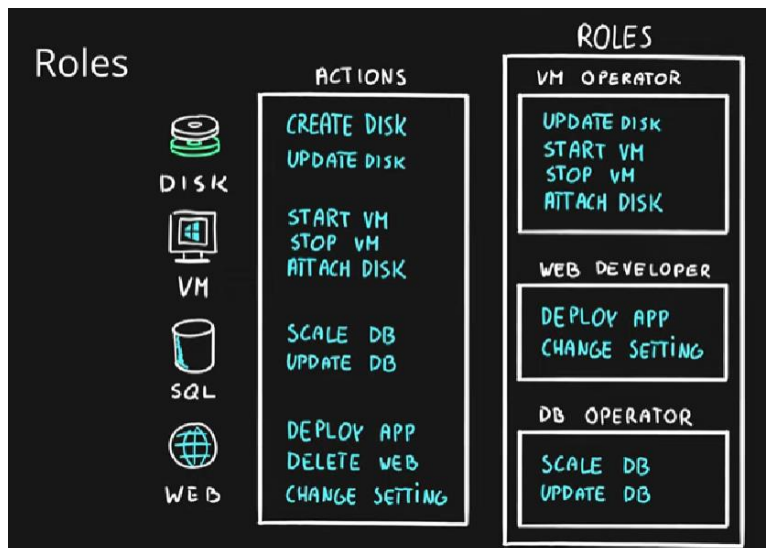 Roles
ACTIONS
DISK
CREATE DISK
UPDATE DISK
VM
START VM
STOP VM
ATTACH DISK
SQL
SCALE DB
UPDATE DB
WEB
DEPLOY APP
DELETE WEB
CHANGE SETTING
ROLES
VM OPERATOR
UPDATE DISK
START VM
STOP VM
ATTACH DISK
WEB DEVELOPER
DEPLOY APP
CHANGE SETTING
DB OPERATOR
SCALE DB
UPDATE DB